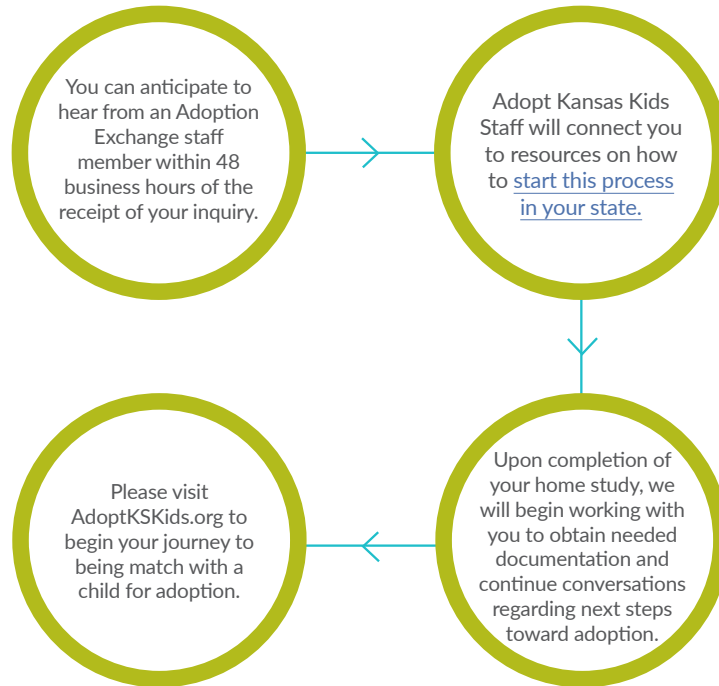 You can anticipate to
hear from an Adoption
Exchange staff
member within 48
business hours of the
receipt of your inquiry.
Adopt Kansas Kids
Staff will connect you
to resources on how
to start this process
in your state.
Upon completion of
your home study, we
will begin working with
you to obtain needed
documentation and
continue conversations
regarding next steps
toward adoption.
Please visit
AdoptKSKids.org to
begin your journey to
being match with a
child for adoption.